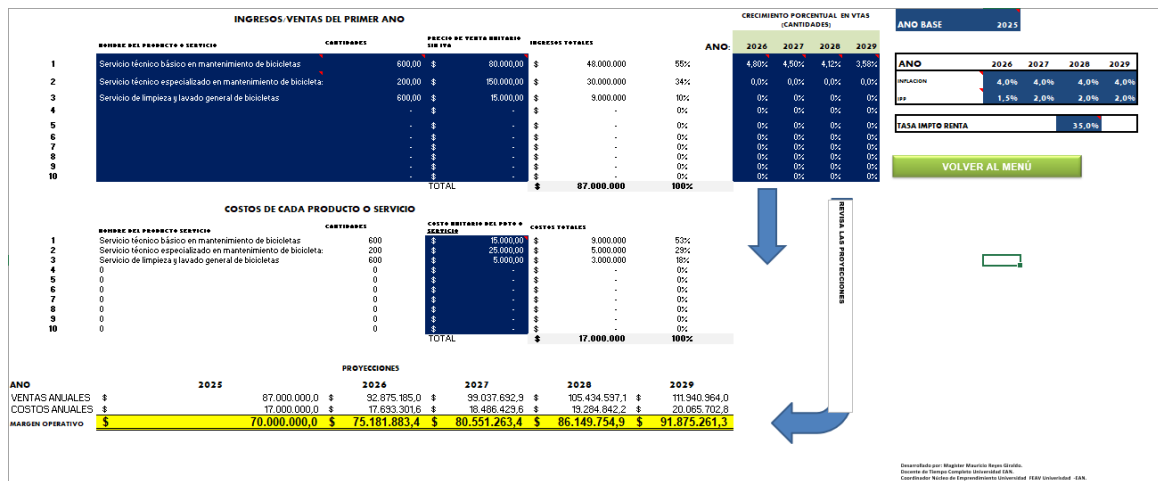 INGRESOS/VENTAS DEL PRIMER ANO
NOMBRE DEL PRODUCTO O SERVICIO CANTIDADES PRECIO DE VENTA UNITARIO SIN IVA INGRESOS TOTALES
1 Servicio técnico básico en mantenimiento de bicicletas 600,00 $ 80.000,00 $ 48.000.000 55%
2 Servicio técnico especializado en mantenimiento de bicicleta: 200,00 $ 150.000,00 $ 30.000.000 34%
3 Servicio de limpieza y lavado general de bicicletas 600,00 $ 15.000,00 $ 9.000.000 10%
4 - $ - $ - 0%
5 - $ - $ - 0%
6 - $ - $ - 0%
7 - $ - $ - 0%
8 - $ - $ - 0%
9 - $ - $ - 0%
10 - $ - $ - 0%
TOTAL $ 87.000.000 100%
CRECIMIENTO PORCENTUAL EN VTAS
(CANTIDADES)
ANO: 2026 2027 2028 2029
4,80% 4,50% 4,12% 3,58%
0,0% 0,0% 0,0% 0,0%
0% 0% 0% 0%
0% 0% 0% 0%
0% 0% 0% 0%
0% 0% 0% 0%
0% 0% 0% 0%
0% 0% 0% 0%
0% 0% 0% 0%
0% 0% 0% 0%
ANO BASE 2025
ANO 2026 2027 2028 2029
INFLACION 4,0% 4,0% 4,0% 4,0%
IPP 1,5% 2,0% 2,0% 2,0%
TASA IMPTO RENTA 35,0%
VOLVER AL MENÚ
REVISA LAS PROYECCIONES
COSTOS DE CADA PRODUCTO O SERVICIO
NOMBRE DEL PRODUCTO SERVICIO CANTIDADES COSTO UNITARIO DEL PDTO O SERVICIO COSTOS TOTALES
1 Servicio técnico básico en mantenimiento de bicicletas 600 $ 15.000,00 $ 9.000.000 53%
2 Servicio técnico especializado en mantenimiento de bicicleta: 200 $ 25.000,00 $ 5.000.000 29%
3 Servicio de limpieza y lavado general de bicicletas 600 $ 5.000,00 $ 3.000.000 18%
4 0 0 $ - $ - 0%
5 0 0 $ - $ - 0%
6 0 0 $ - $ - 0%
7 0 0 $ - $ - 0%
8 0 0 $ - $ - 0%
9 0 0 $ - $ - 0%
10 0 0 $ - $ - 0%
TOTAL $ 17.000.000 100%
PROYECCIONES
ANO 2025 2026 2027 2028 2029
VENTAS ANUALES $ 87.000.000,0 $ 92.875.185,0 $ 99.037.692,9 $ 105.434.597,1 $ 111.940.964,0
COSTOS ANUALES $ 17.000.000,0 $ 17.693.301,6 $ 18.486.429,6 $ 19.284.842,2 $ 20.065.702,8
MARGEN OPERATIVO $ 70.000.000,0 $ 75.181.883,4 $ 80.551.263,4 $ 86.149.754,9 $ 91.875.261,3
Desarrollado por: Magister Mauricio Reyes Giraldo.
Docente de Tiempo Completo Universidad EAN.
Coordinador Núcleo de Emprendimiento Universidad FEAV Universidad -EAN.